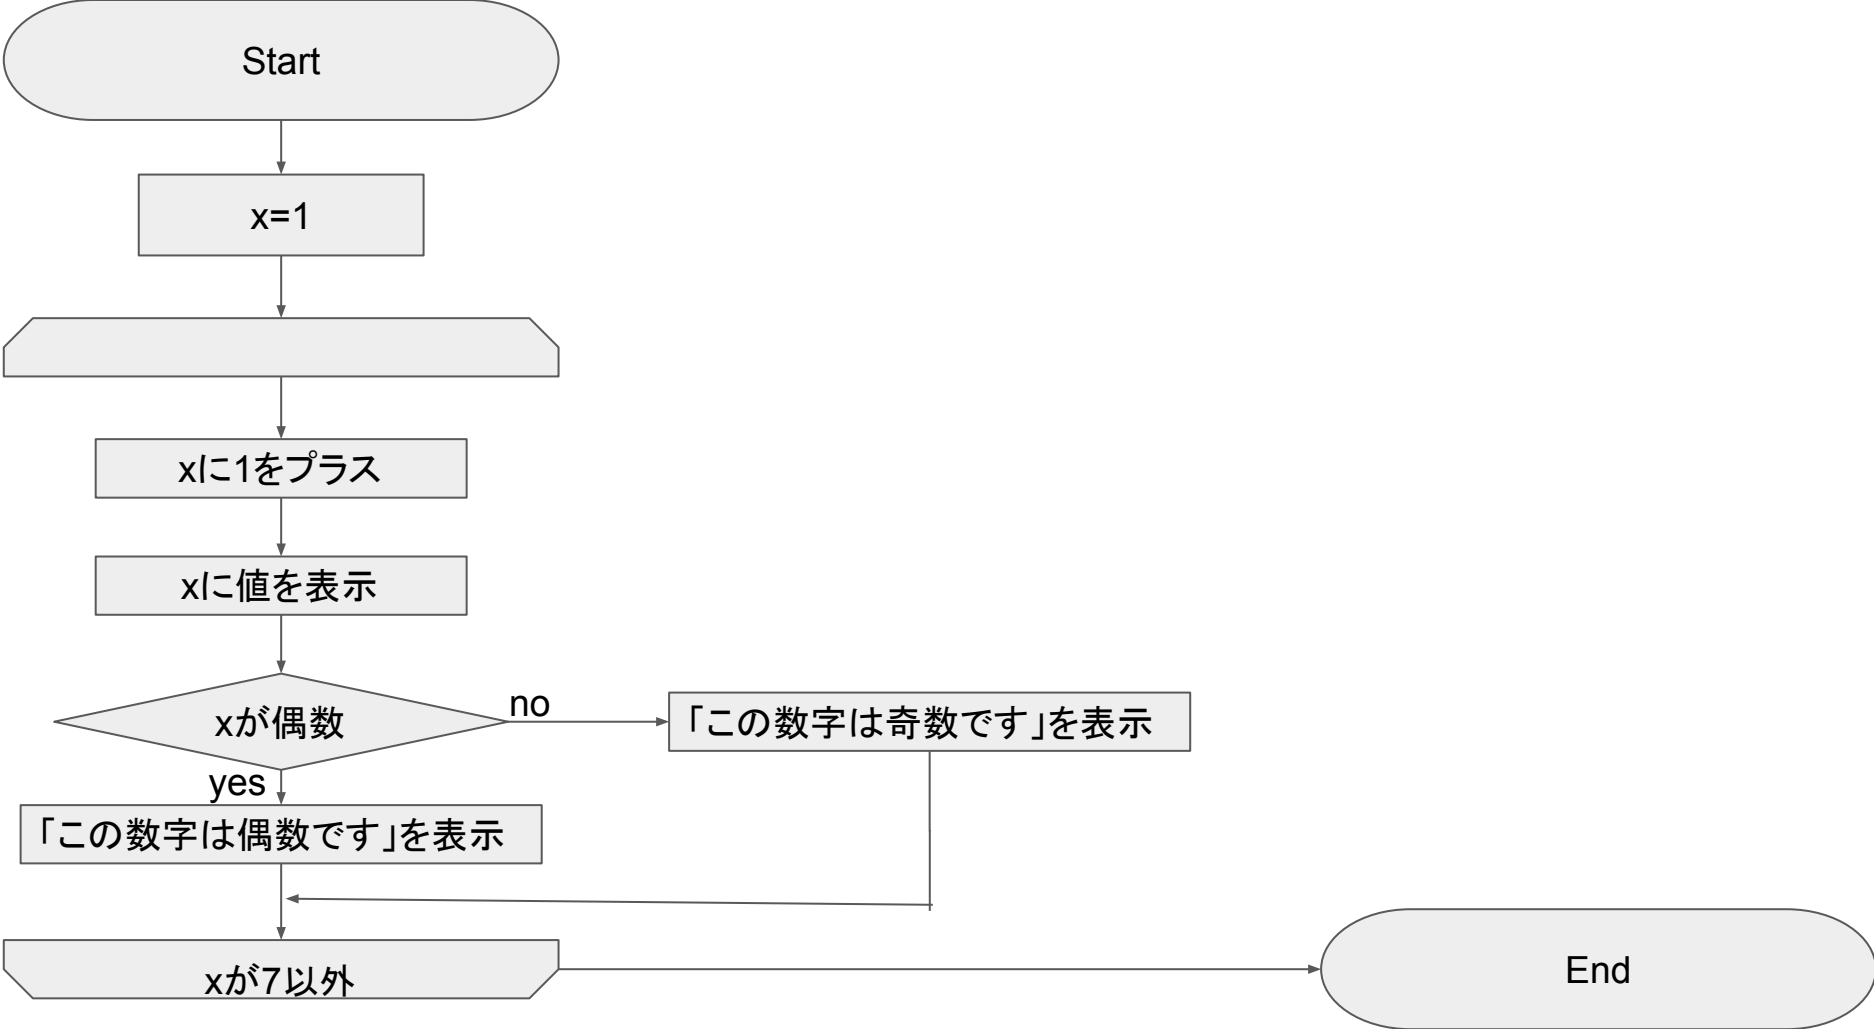 Start
x=1
xに1をプラス
xに値を表示
xが偶数
no
「この数字は奇数です」を表示
yes
「この数字は偶数です」を表示
xが7以外
End